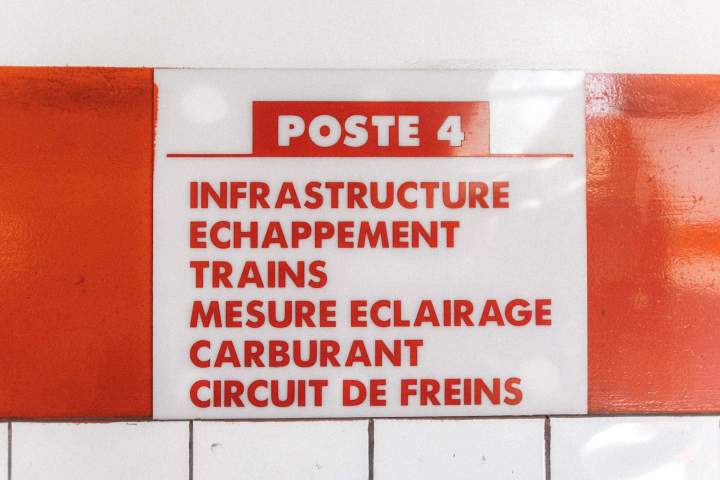 POSTE 4
INFRASTRUCTURE
ECHAPPEMENT
TRAINS
MESURE ECLAIRAGE
CARBURANT
CIRCUIT DE FREINS